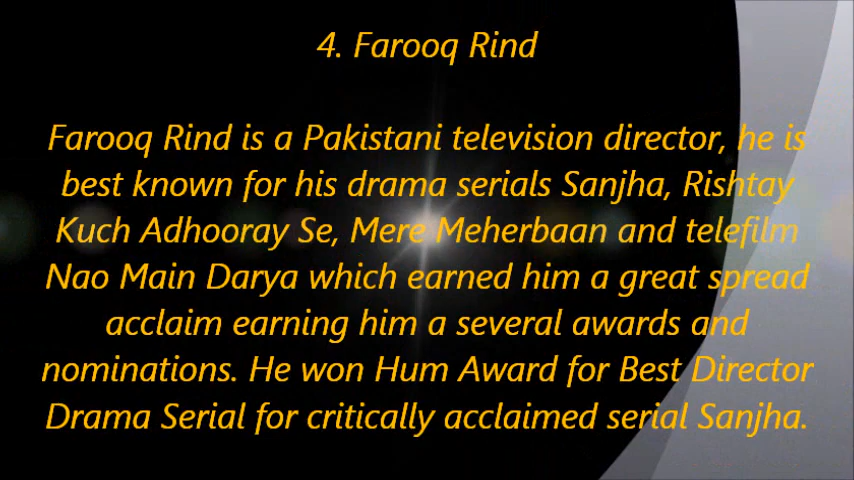 4. Farooq Rind
Farooq Rind is a Pakistani television director, he is
best known for his drama serials Sanjha, Rishtay
Kuch Adhooray Se, Mere Meherbaan and telefilm
Nao Main Darya which earned him a great spread
acclaim earning him a several awards and
nominations. He won Hum Award for Best Director
Drama Serial for critically acclaimed serial Sanjha.